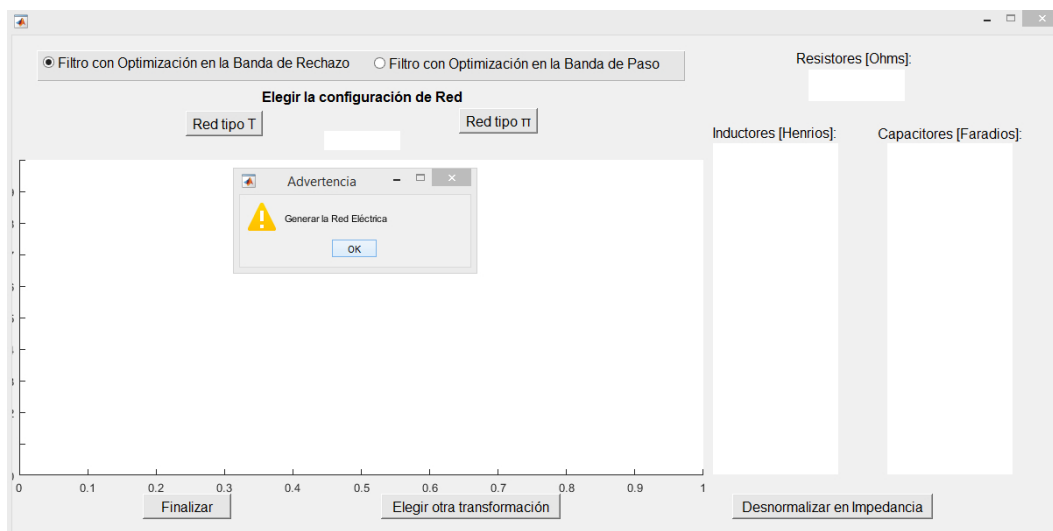 Filtro con Optimización en la Banda de Rechazo
Filtro con Optimización en la Banda de Paso
Resistores [Ohms]:
Elegir la configuración de Red
Red tipo T
Red tipo π
Inductores [Henrios]:
Capacitores [Faradios]:
Advertencia
Generar la Red Eléctrica
OK
0 0.1 0.2 0.3 0.4 0.5 0.6 0.7 0.8 0.9 1
Finalizar
Elegir otra transformación
Desnormalizar en Impedancia